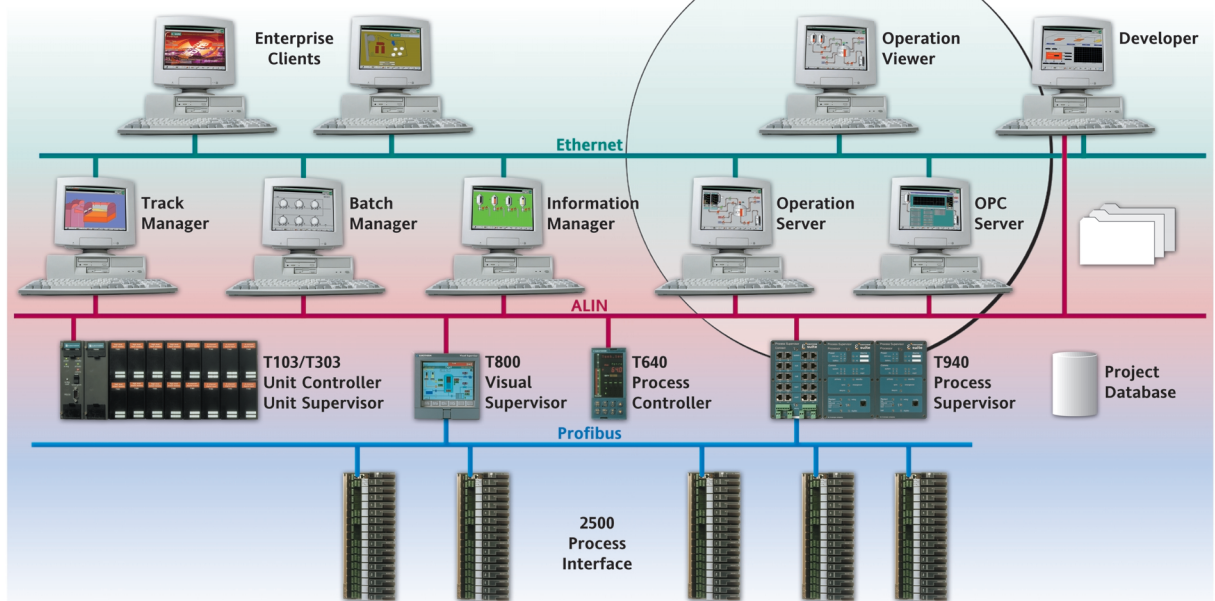 Enterprise
Clients
Operation
Viewer
Developer
Ethernet
Track
Manager
Batch
Manager
Information
Manager
Operation
Server
OPC
Server
ALIN
T103/T303
Unit Controller
Unit Supervisor
T800
Visual
Supervisor
T640
Process
Controller
T940
Process
Supervisor
Project
Database
Profibus
2500
Process
Interface